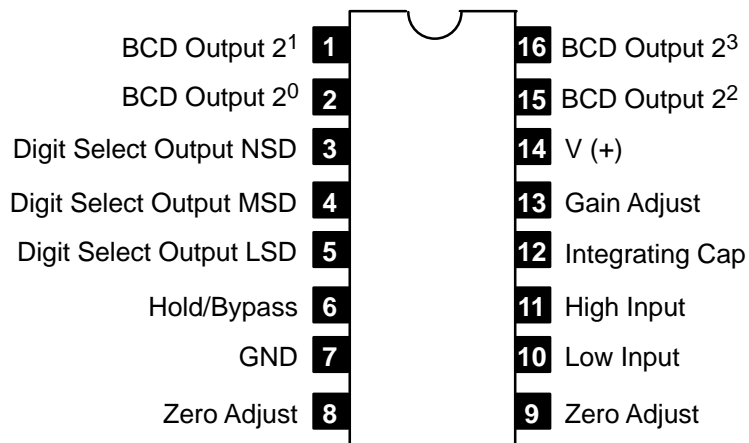 BCD Output 2¹ 1 16 BCD Output 2³
BCD Output 2⁰ 2 15 BCD Output 2²
Digit Select Output NSD 3 14 V (+)
Digit Select Output MSD 4 13 Gain Adjust
Digit Select Output LSD 5 12 Integrating Cap
Hold/Bypass 6 11 High Input
GND 7 10 Low Input
Zero Adjust 8 9 Zero Adjust